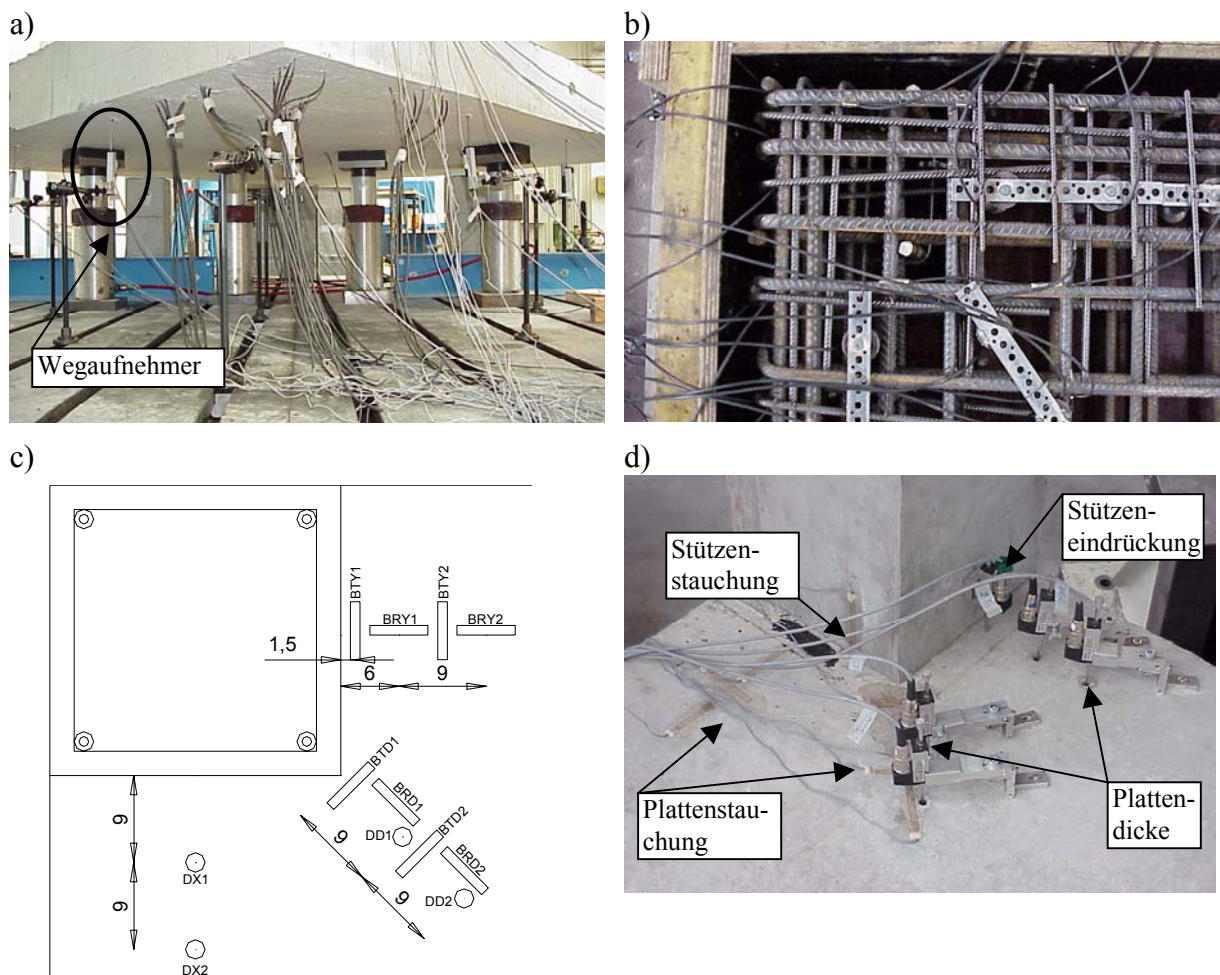 a)
b)
Wegaufnehmer
c)
d)
BTY1
BTY2
BRY1
BRY2
1,5
6
9
BTD1
BRD1
BTD2
BRD2
DD1
DD2
9
9
9
9
DX1
DX2
Stützen-
stauchung
Stützen-
eindrückung
Plattenstau-
chung
Platten-
dicke